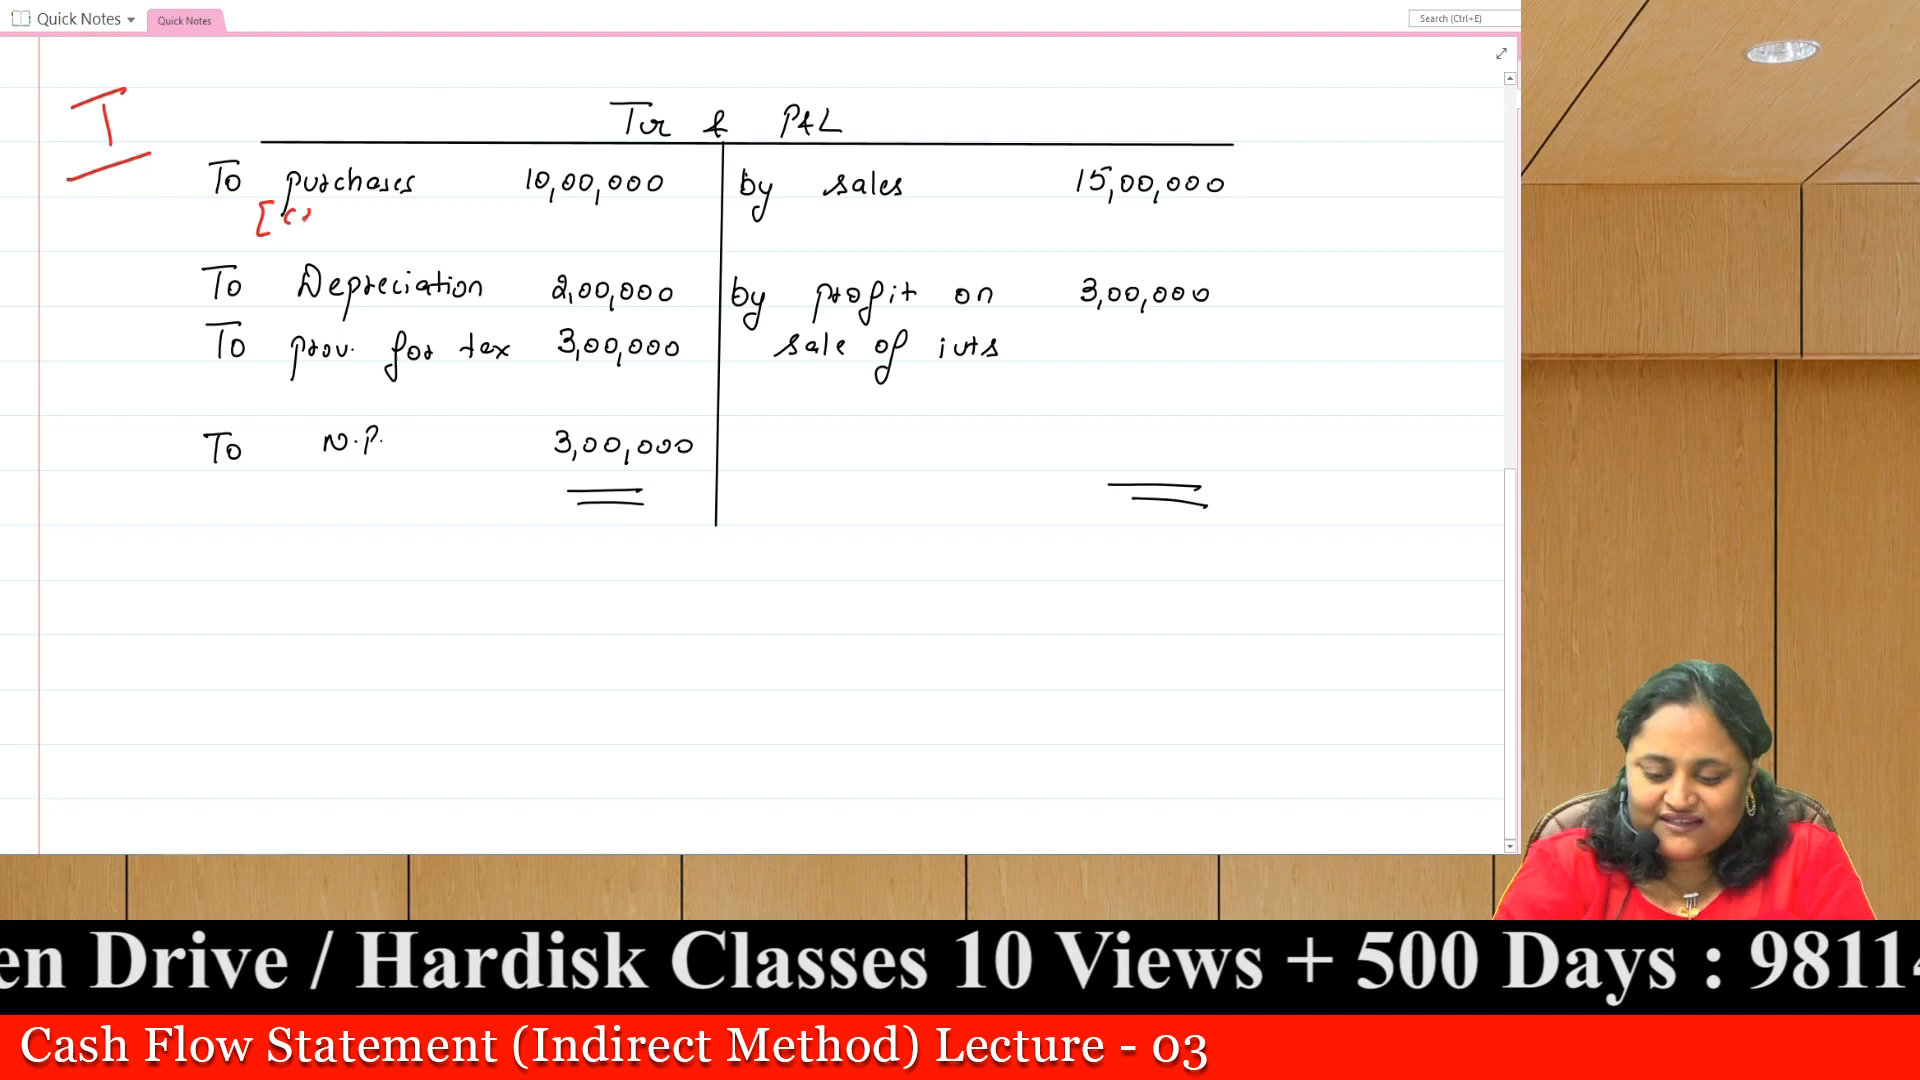 Quick Notes
Quick Notes
Search (Ctrl+E)
I
Tr & P&L
To purchases 10,00,000 by sales 15,00,000
To Depreciation 2,00,000 by profit on 3,00,000
To prov. for tax 3,00,000 sale of ivts
To N.P. 3,00,000
en Drive / Hardisk Classes 10 Views + 500 Days : 9811
Cash Flow Statement (Indirect Method) Lecture - 03